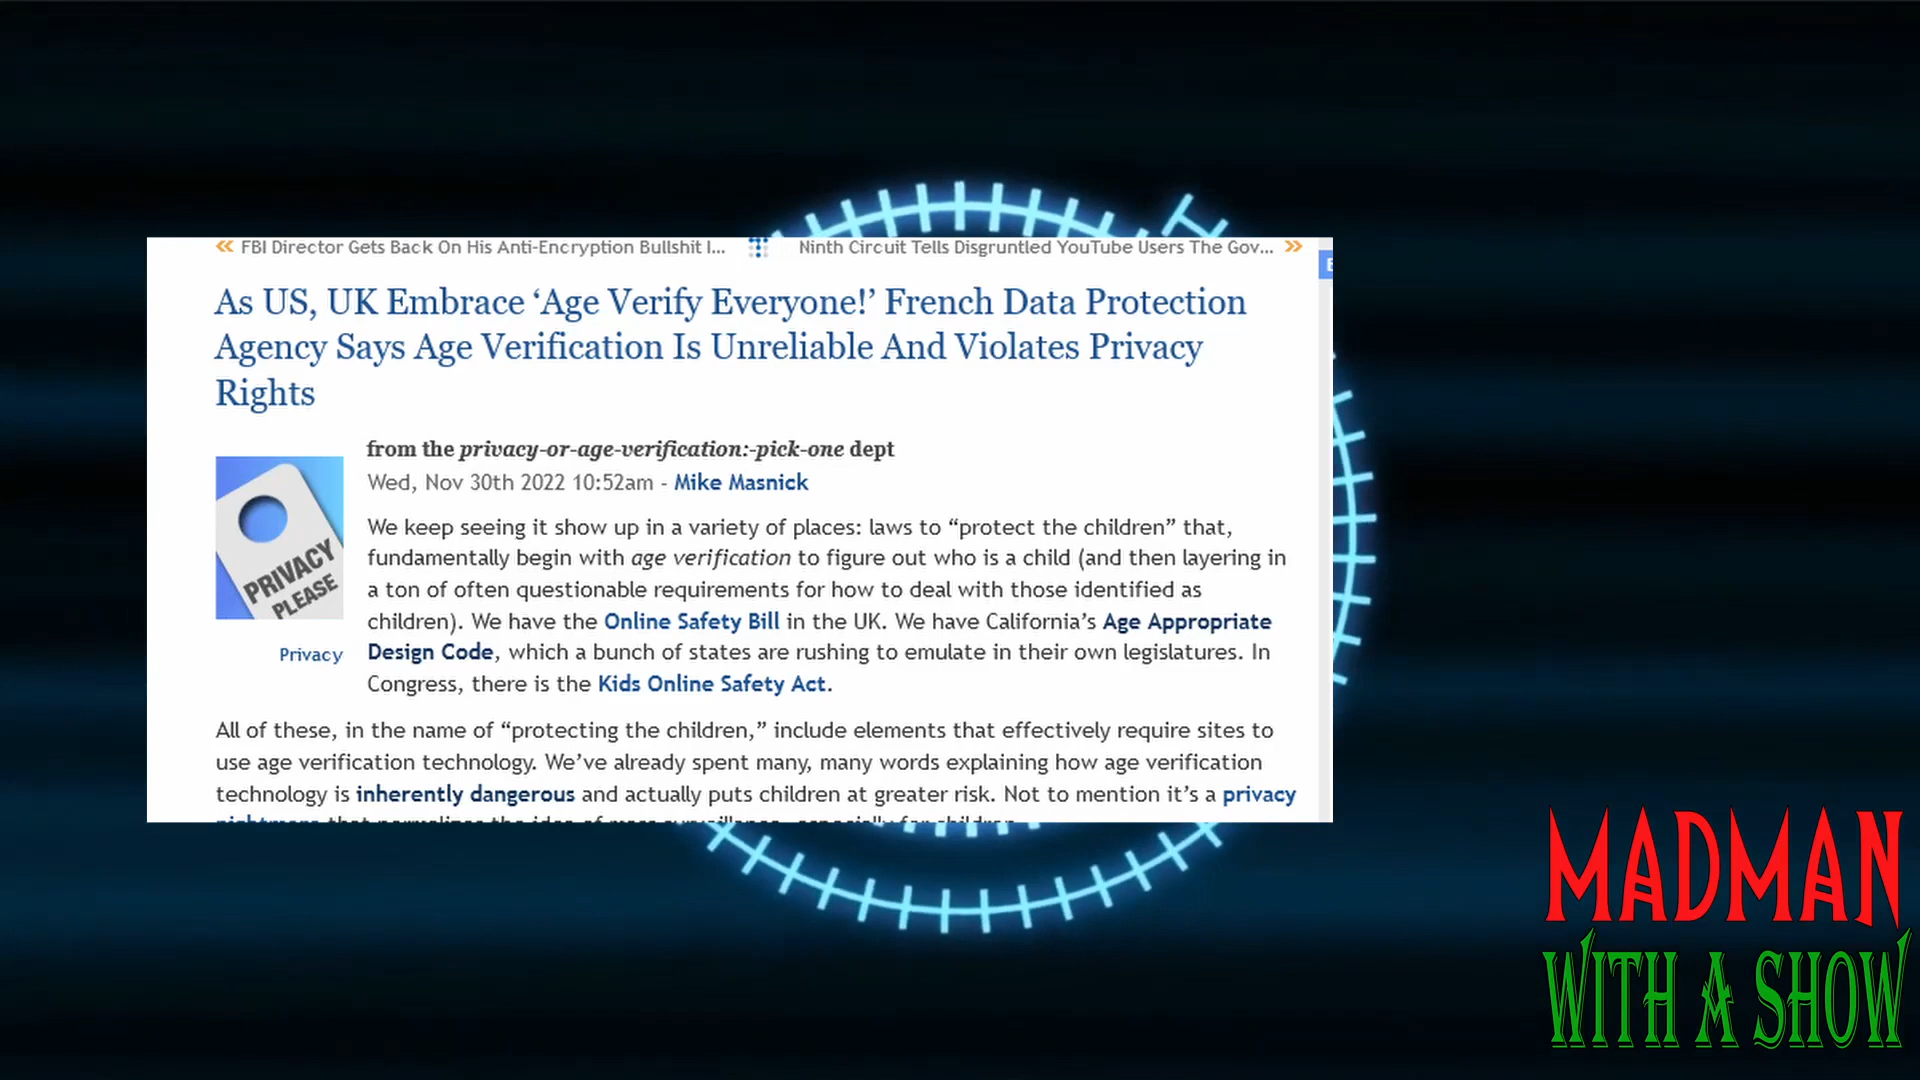 FBI Director Gets Back On His Anti-Encryption Bullshit I...
Ninth Circuit Tells Disgruntled YouTube Users The Gov...
As US, UK Embrace ‘Age Verify Everyone!’ French Data Protection
Agency Says Age Verification Is Unreliable And Violates Privacy
Rights
from the privacy-or-age-verification:-pick-one dept
Wed, Nov 30th 2022 10:52am - Mike Masnick
PRIVACY
PLEASE
Privacy
We keep seeing it show up in a variety of places: laws to “protect the children” that,
fundamentally begin with age verification to figure out who is a child (and then layering in
a ton of often questionable requirements for how to deal with those identified as
children). We have the Online Safety Bill in the UK. We have California’s Age Appropriate
Design Code, which a bunch of states are rushing to emulate in their own legislatures. In
Congress, there is the Kids Online Safety Act.
All of these, in the name of “protecting the children,” include elements that effectively require sites to
use age verification technology. We’ve already spent many, many words explaining how age verification
technology is inherently dangerous and actually puts children at greater risk. Not to mention it’s a privacy
MADMAN
WITH A SHOW